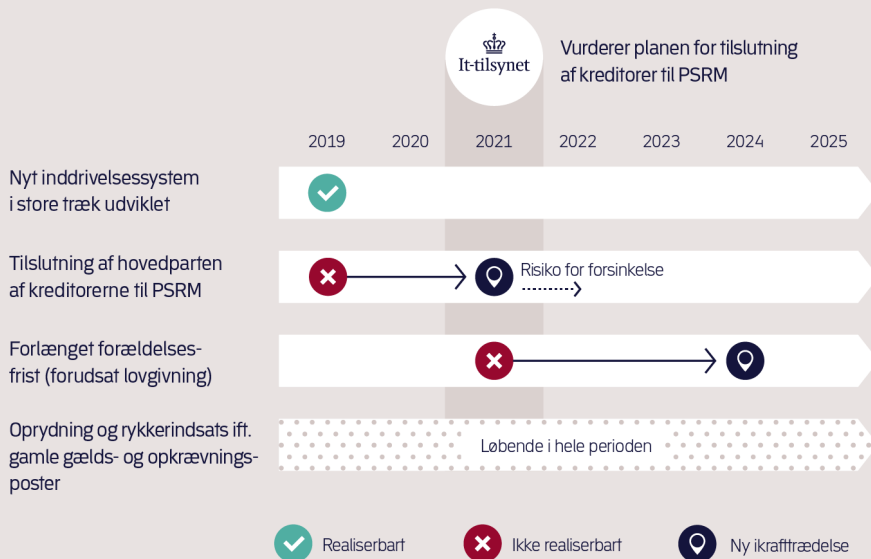 It-tilsynet
Vurderer planen for tilslutning
af kreditorer til PSRM
2019 2020 2021 2022 2023 2024 2025
Nyt inddrivelsessystem
i store træk udviklet
Tilslutning af hovedparten
af kreditorerne til PSRM
Risiko for forsinkelse
Forlænget forældelses-
frist (forudsat lovgivning)
Oprydning og rykkerindsats ift.
gamle gælds- og opkrævnings-
poster
Løbende i hele perioden
Realiserbart
Ikke realiserbart
Ny ikrafttrædelse